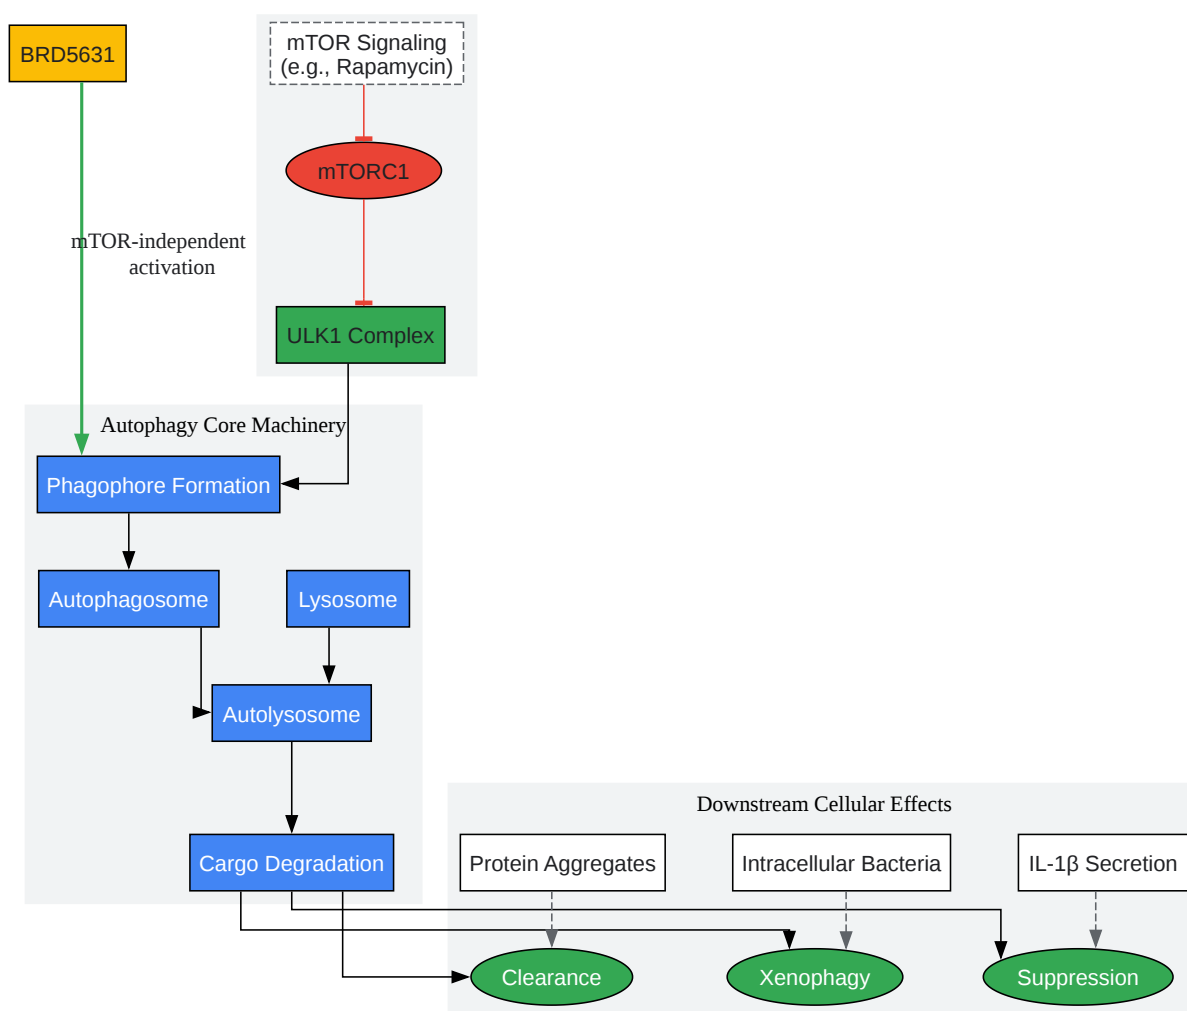 BRD5631
mTOR Signaling
(e.g., Rapamycin)
mTORC1
mTOR-independent
activation
ULK1 Complex
Autophagy Core Machinery
Phagophore Formation
Autophagosome
Lysosome
Autolysosome
Downstream Cellular Effects
Cargo Degradation
Protein Aggregates
Intracellular Bacteria
IL-1β Secretion
Clearance
Xenophagy
Suppression